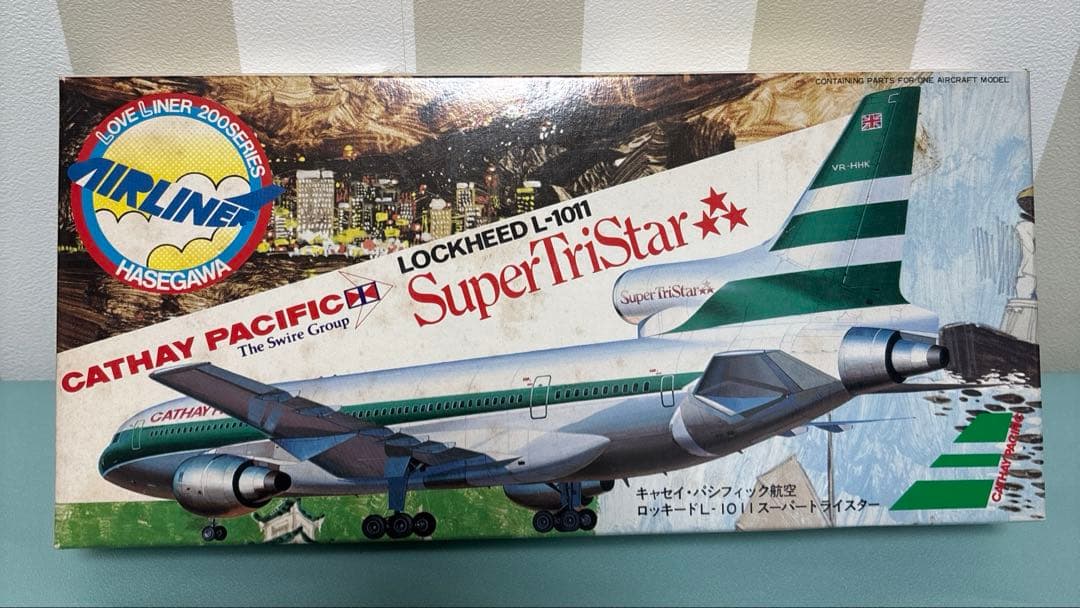 CONTAINING PARTS FOR ONE AIRCRAFT MODEL
LOVE LINER 200SERIES
AIRLINER
HASEGAWA
VR-HHK
LOCKHEED L-1011
SuperTriStar
CATHAY PACIFIC
The Swire Group
SuperTriStar
CATHAY P
キャセイ・パシフィック航空
ロッキードL-1011スーパートライスター
CATHAY PACIFIC